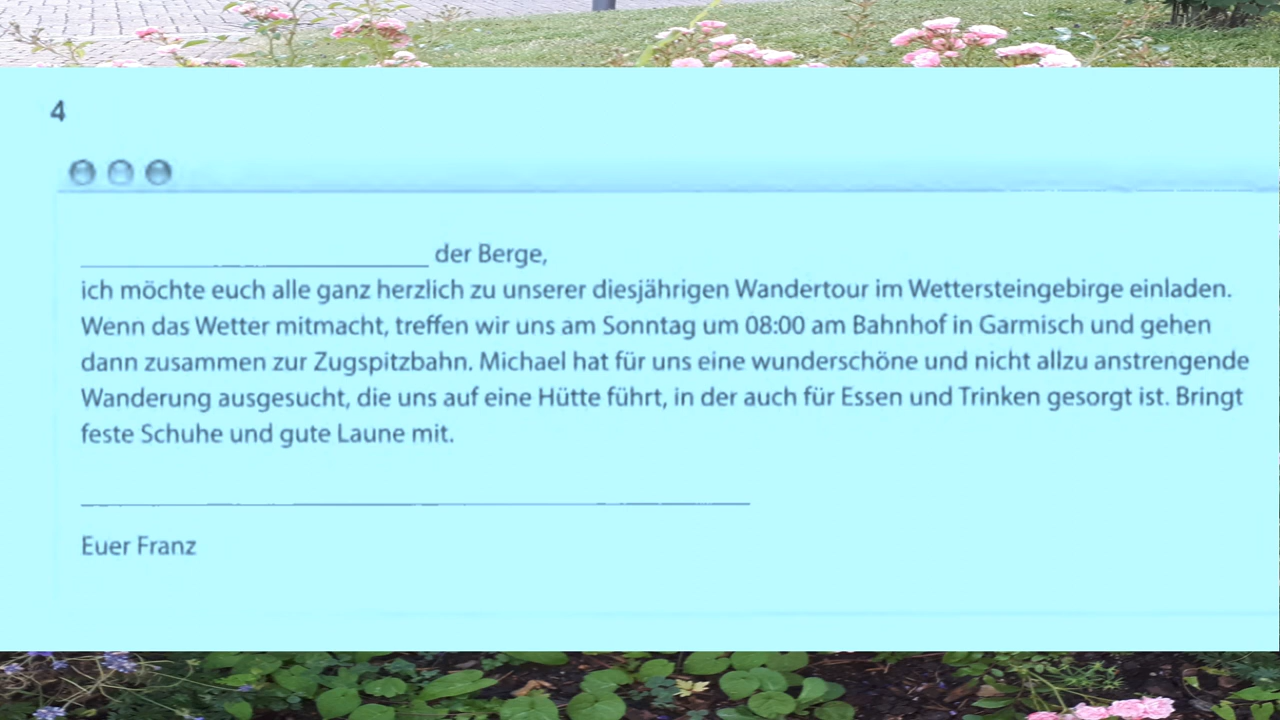 4
______________________ der Berge,
ich möchte euch alle ganz herzlich zu unserer diesjährigen Wandertour im Wettersteingebirge einladen.
Wenn das Wetter mitmacht, treffen wir uns am Sonntag um 08:00 am Bahnhof in Garmisch und gehen
dann zusammen zur Zugspitzbahn. Michael hat für uns eine wunderschöne und nicht allzu anstrengende
Wanderung ausgesucht, die uns auf eine Hütte führt, in der auch für Essen und Trinken gesorgt ist. Bringt
feste Schuhe und gute Laune mit.
Euer Franz